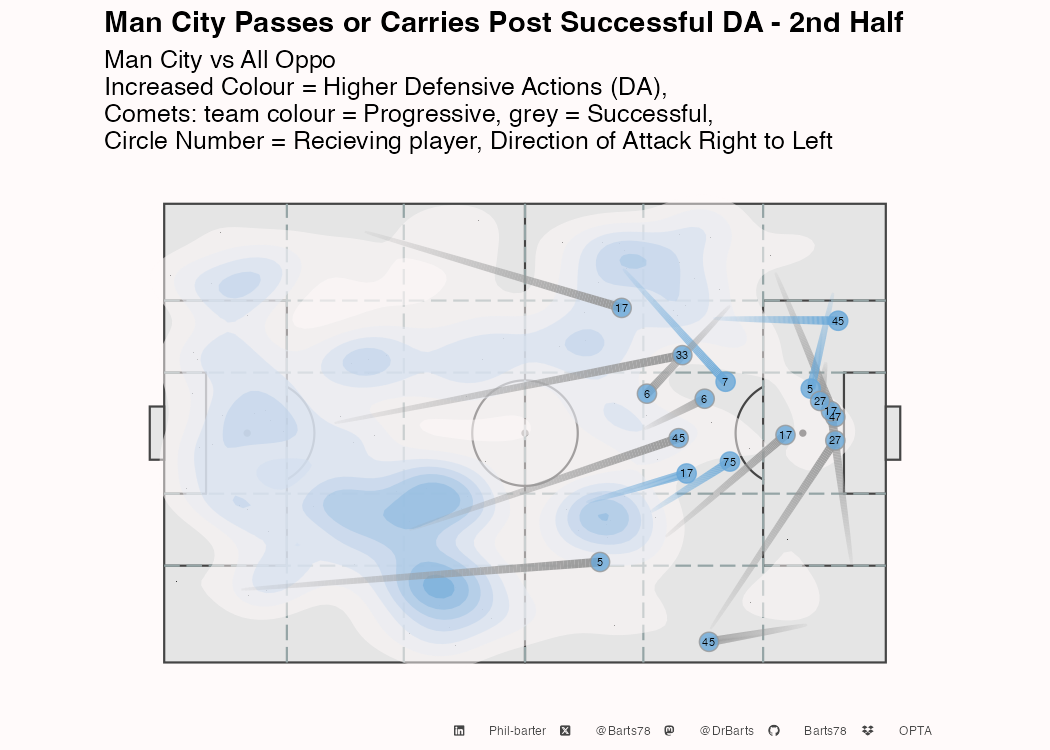 Man City Passes or Carries Post Successful DA - 2nd Half
Man City vs All Oppo
Increased Colour = Higher Defensive Actions (DA),
Comets: team colour = Progressive, grey = Successful,
Circle Number = Recieving player, Direction of Attack Right to Left
17
45
33
7
5
6
6
27
17
47
45
17
27
75
17
5
45
Phil-barter @Barts78 @DrBarts Barts78 OPTA